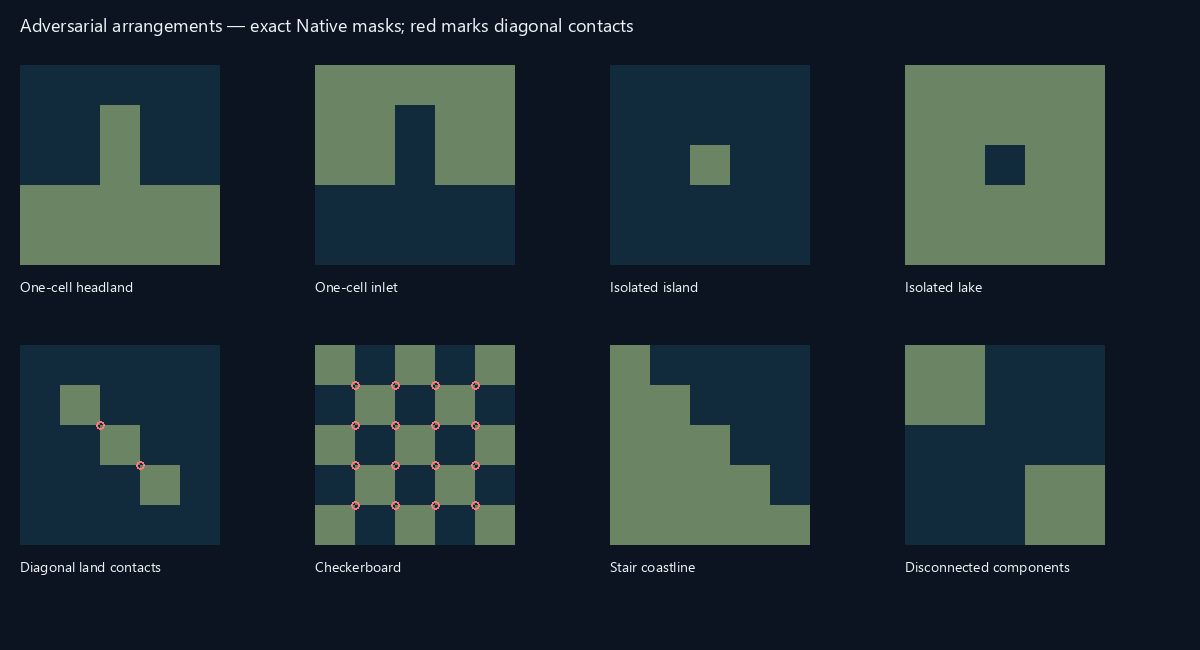 Adversarial arrangements — exact Native masks; red marks diagonal contacts
One-cell headland
One-cell inlet
Isolated island
Isolated lake
Diagonal land contacts
Checkerboard
Stair coastline
Disconnected components